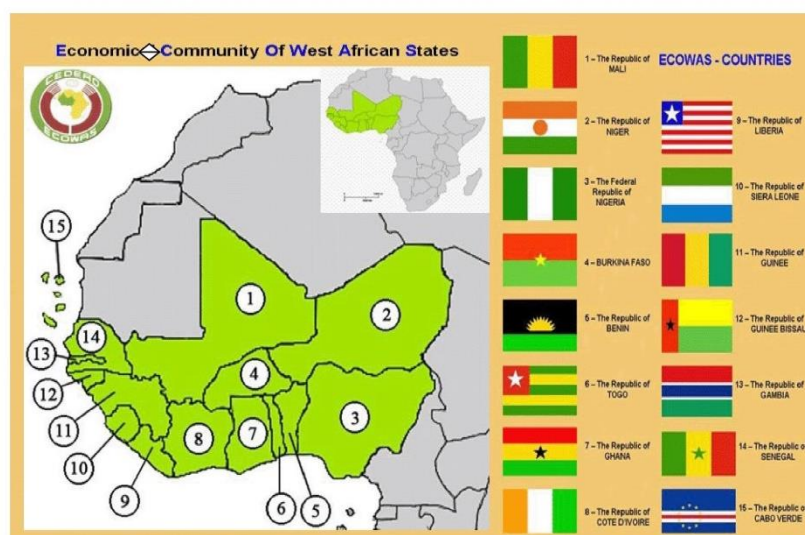 Economic Community Of West African States
CEDEAO
ECOWAS
15
14
13
12
11
10
9
8
7
6
5
4
3
2
1
ECOWAS - COUNTRIES
1 – The Republic of
MALI
2 – The Republic of
NIGER
3 – The Federal
Republic of
NIGERIA
4 – BURKINA FASO
5 – The Republic of
BENIN
6 – The Republic of
TOGO
7 – The Republic of
GHANA
8 – The Republic of
COTE D'IVOIRE
9 – The Republic of
LIBERIA
10 – The Republic of
SIERA LEONE
11 – The Republic of
GUINEE
12 – The Republic of
GUINEE BISSAU
13 – The Republic of
GAMBIA
14 – The Republic of
SENEGAL
15 – The Republic of
CABO VERDE